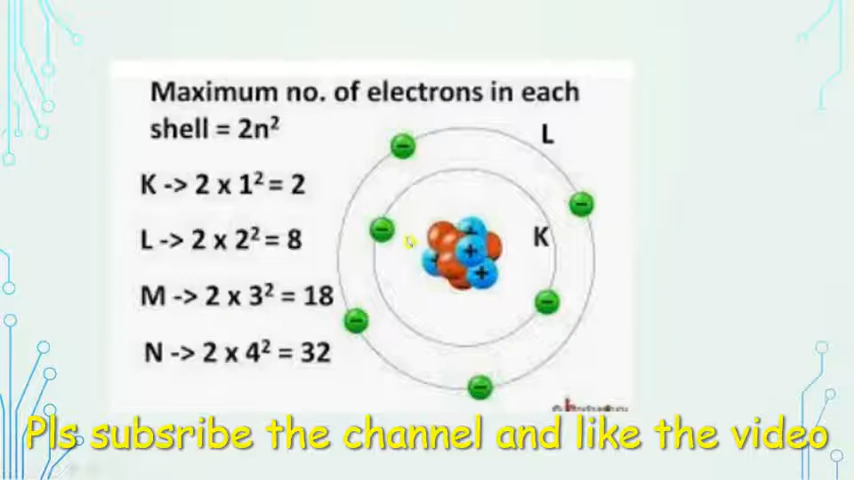 Maximum no. of electrons in each
shell = 2n²
L
K -> 2 x 1² = 2
L -> 2 x 2² = 8
K
M -> 2 x 3² = 18
N -> 2 x 4² = 32
Pls subsribe the channel and like the video